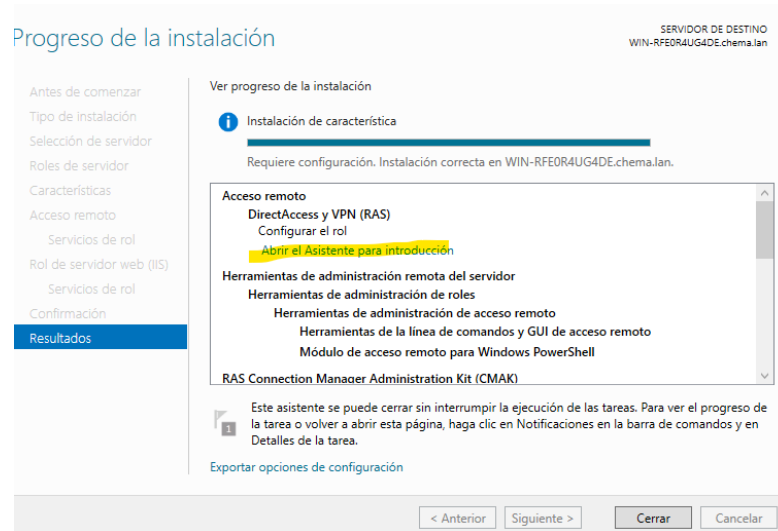 Progreso de la instalación
SERVIDOR DE DESTINO
WIN-RFE0R4UG4DE.chema.lan
Antes de comenzar
Tipo de instalación
Selección de servidor
Roles de servidor
Características
Acceso remoto
Servicios de rol
Rol de servidor web (IIS)
Servicios de rol
Confirmación
Resultados
Ver progreso de la instalación
Instalación de característica
Requiere configuración. Instalación correcta en WIN-RFE0R4UG4DE.chema.lan.
Acceso remoto
DirectAccess y VPN (RAS)
Configurar el rol
Abrir el Asistente para introducción
Herramientas de administración remota del servidor
Herramientas de administración de roles
Herramientas de administración de acceso remoto
Herramientas de la línea de comandos y GUI de acceso remoto
Módulo de acceso remoto para Windows PowerShell
RAS Connection Manager Administration Kit (CMAK)
1
Este asistente se puede cerrar sin interrumpir la ejecución de las tareas. Para ver el progreso de
la tarea o volver a abrir esta página, haga clic en Notificaciones en la barra de comandos y en
Detalles de la tarea.
Exportar opciones de configuración
< Anterior
Siguiente >
Cerrar
Cancelar